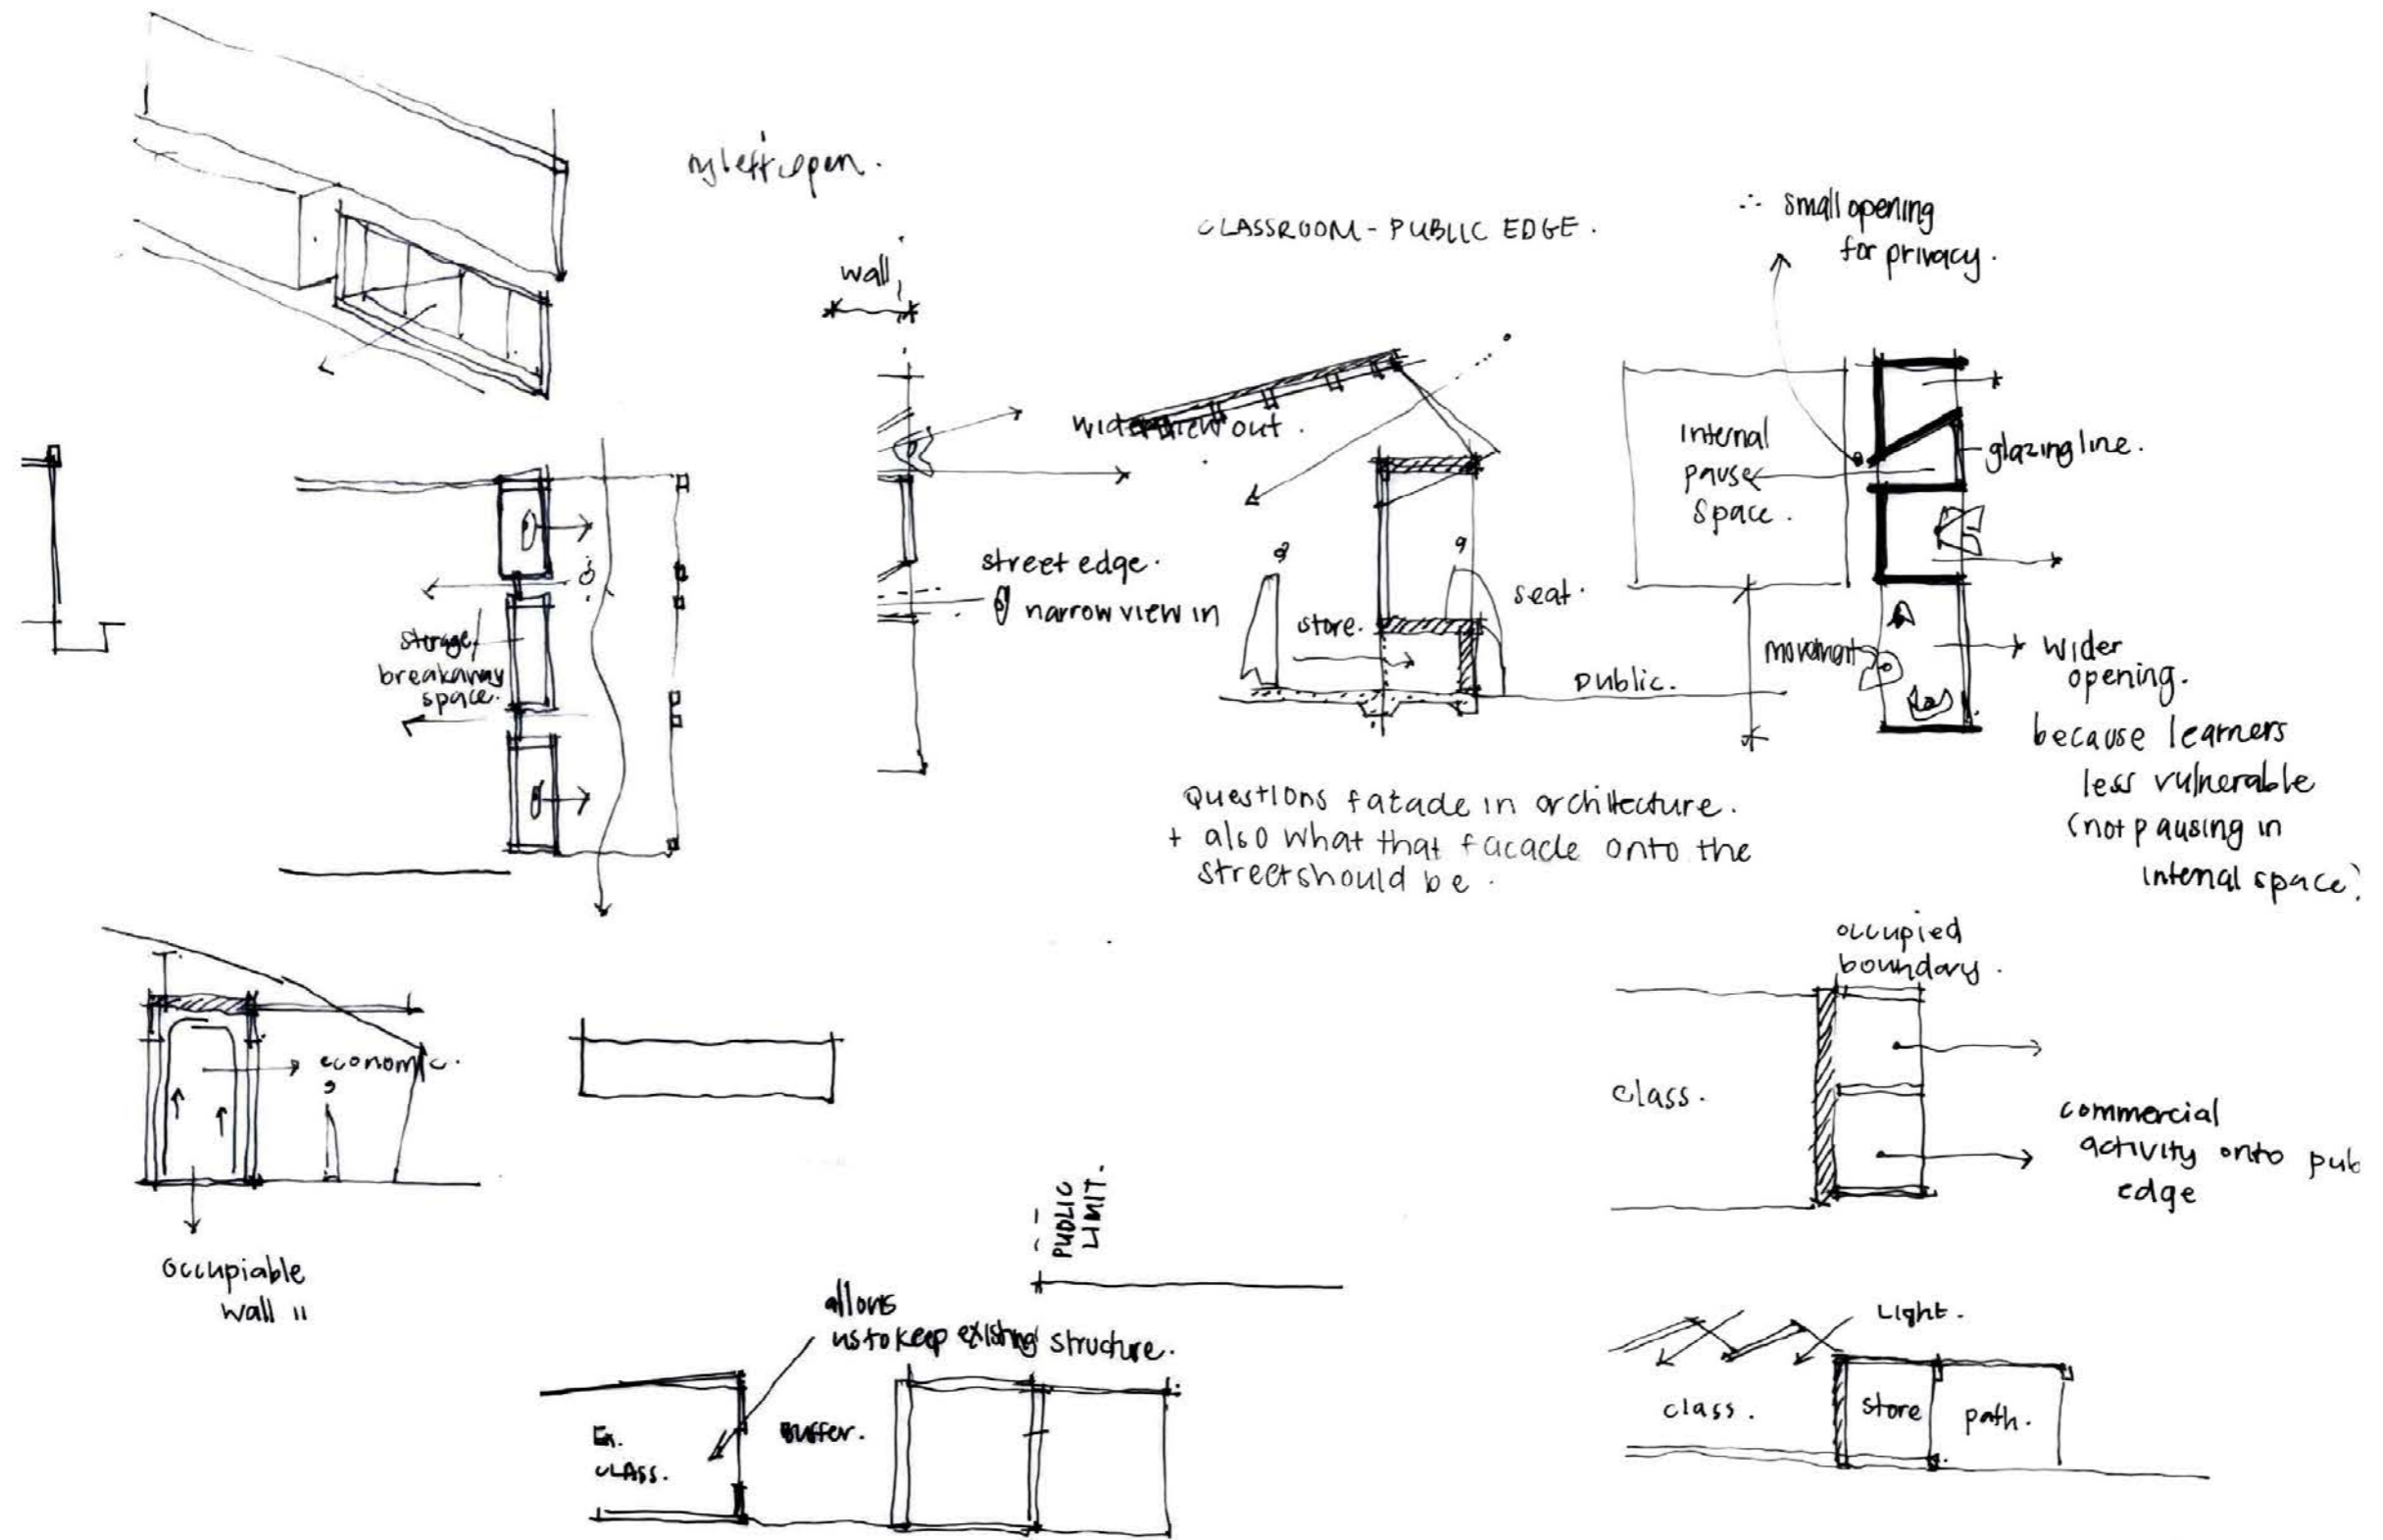 left open.
CLASSROOM - PUBLIC EDGE.
∴ small opening
for privacy.
wall
wider view out.
internal
pause
space.
glazing line.
street edge.
narrow view in
seat.
store.
public.
storage/
breakaway
space.
movement
wider
opening.
because learners
less vulnerable
(not pausing in
internal space)
Questions facade in architecture.
+ also what that facade onto the
street should be.
occupied
boundary.
economic.
class.
commercial
activity onto pub
edge
occupiable
wall "
PUBLIC
LIMIT.
allows
us to keep existing structure.
Light.
Ex.
CLASS.
BUFFER.
class.
store
path.